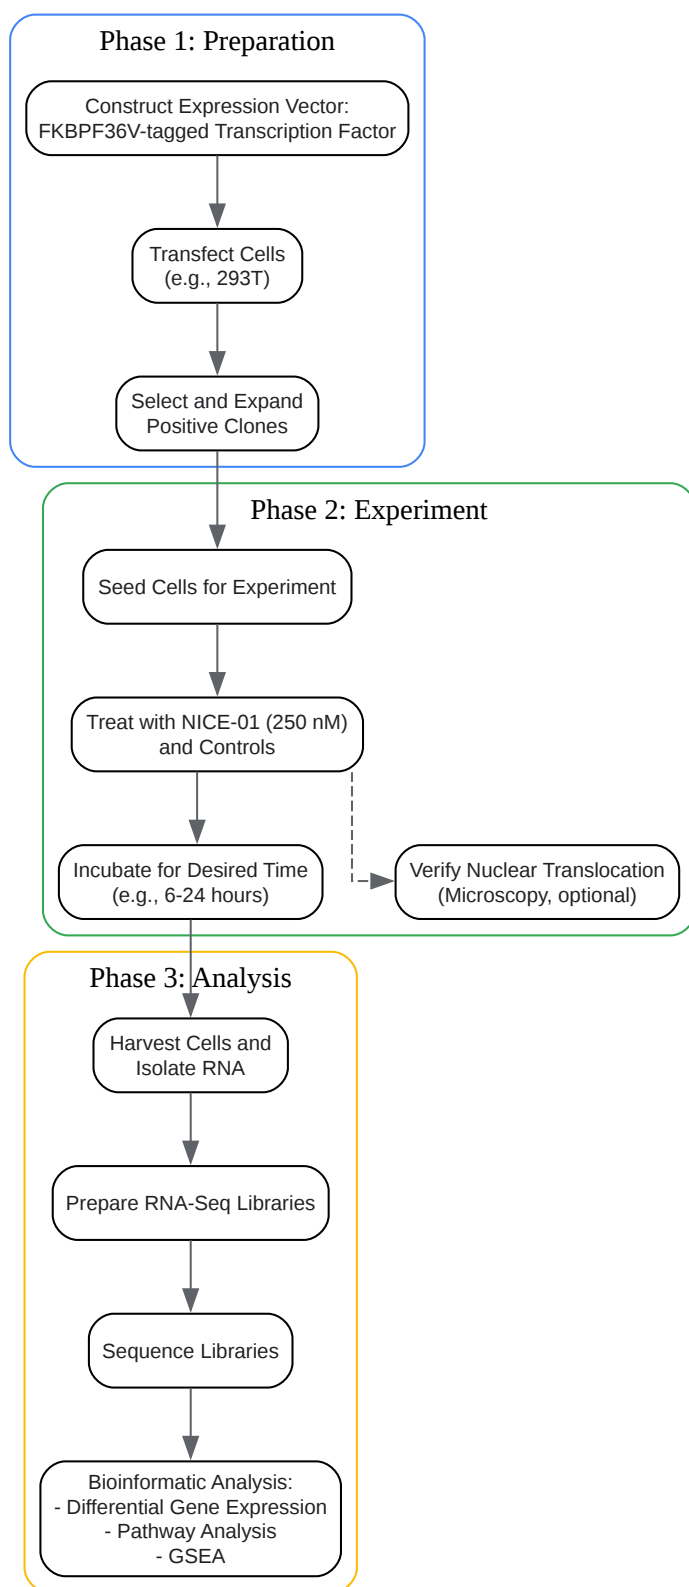 Phase 1: Preparation
Construct Expression Vector:
FKBPF36V-tagged Transcription Factor
Transfect Cells
(e.g., 293T)
Select and Expand
Positive Clones
Phase 2: Experiment
Seed Cells for Experiment
Treat with NICE-01 (250 nM)
and Controls
Incubate for Desired Time
(e.g., 6-24 hours)
Verify Nuclear Translocation
(Microscopy, optional)
Phase 3: Analysis
Harvest Cells and
Isolate RNA
Prepare RNA-Seq Libraries
Sequence Libraries
Bioinformatic Analysis:
- Differential Gene Expression
- Pathway Analysis
- GSEA